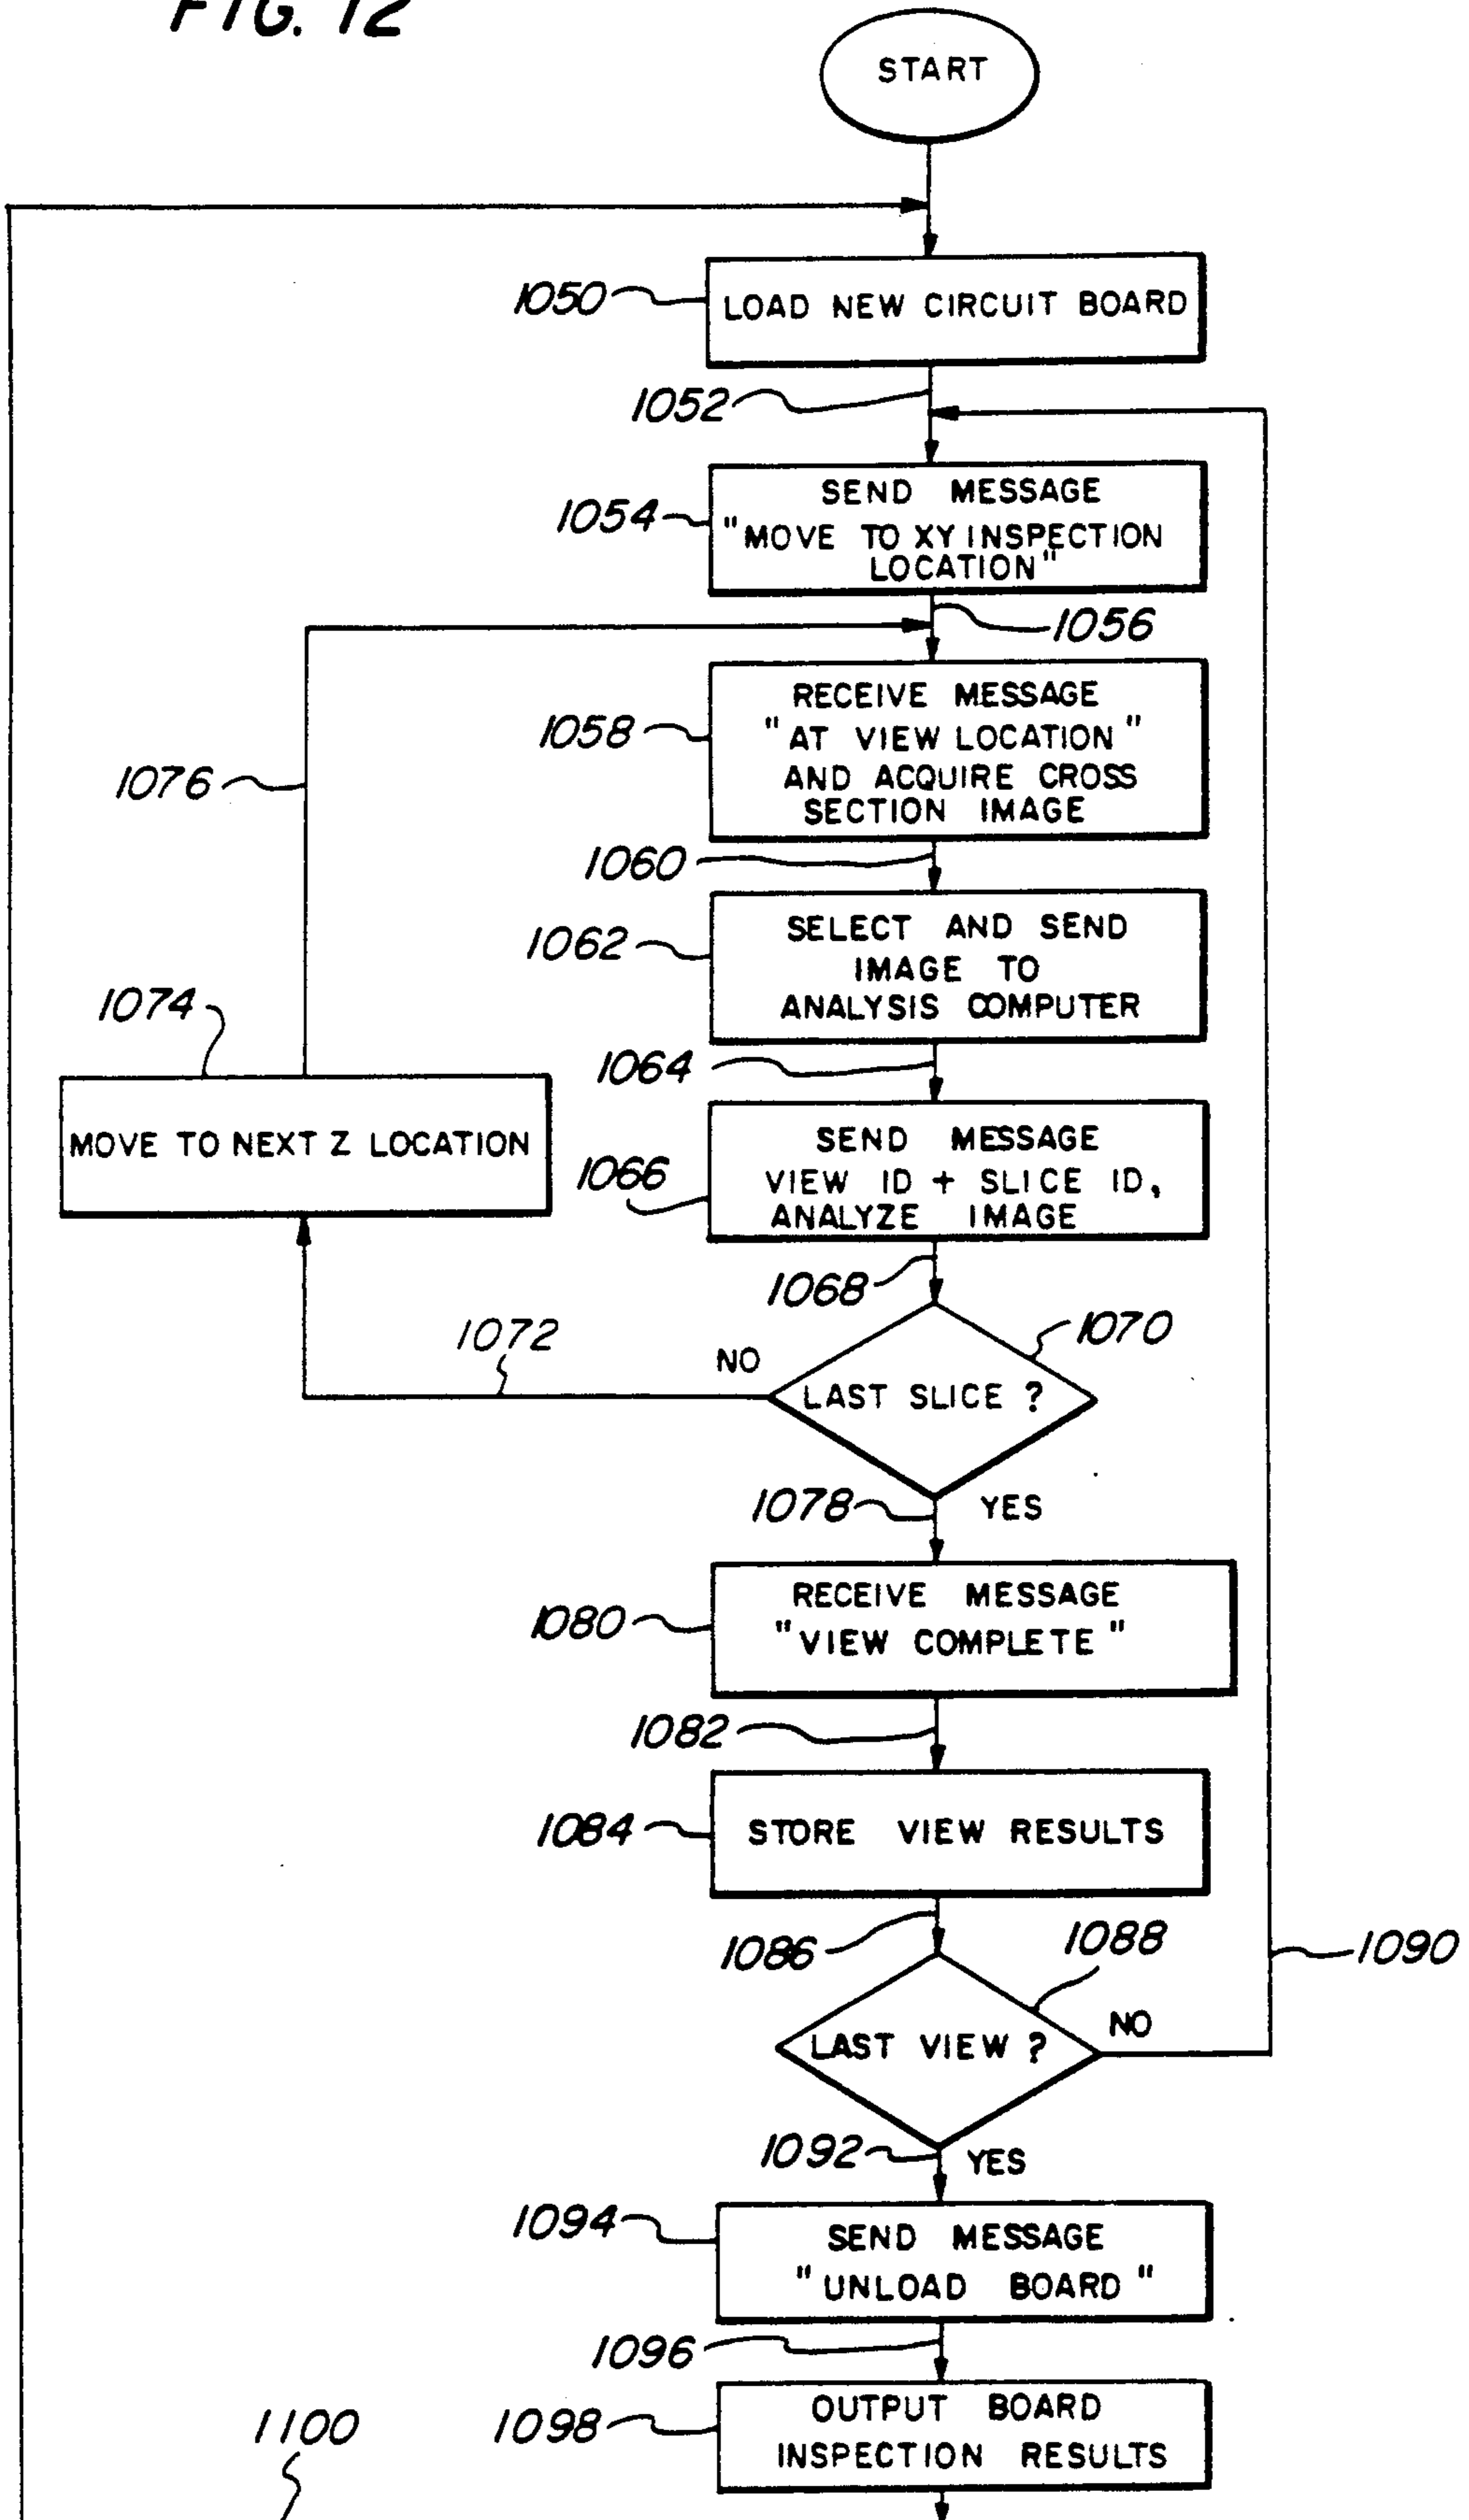 FIG. 12
START
1050
LOAD NEW CIRCUIT BOARD
1052
1054
SEND MESSAGE
"MOVE TO XY INSPECTION
LOCATION"
1056
1058
RECEIVE MESSAGE
"AT VIEW LOCATION"
AND ACQUIRE CROSS
SECTION IMAGE
1076
1060
1062
SELECT AND SEND
IMAGE TO
ANALYSIS COMPUTER
1074
1064
MOVE TO NEXT Z LOCATION
1066
SEND MESSAGE
VIEW ID + SLICE ID,
ANALYZE IMAGE
1068
1070
1072
NO
LAST SLICE ?
1078
YES
1080
RECEIVE MESSAGE
"VIEW COMPLETE"
1082
1084
STORE VIEW RESULTS
1086
1088
1090
NO
LAST VIEW ?
1092
YES
1094
SEND MESSAGE
"UNLOAD BOARD"
1096
1098
OUTPUT BOARD
INSPECTION RESULTS
1100